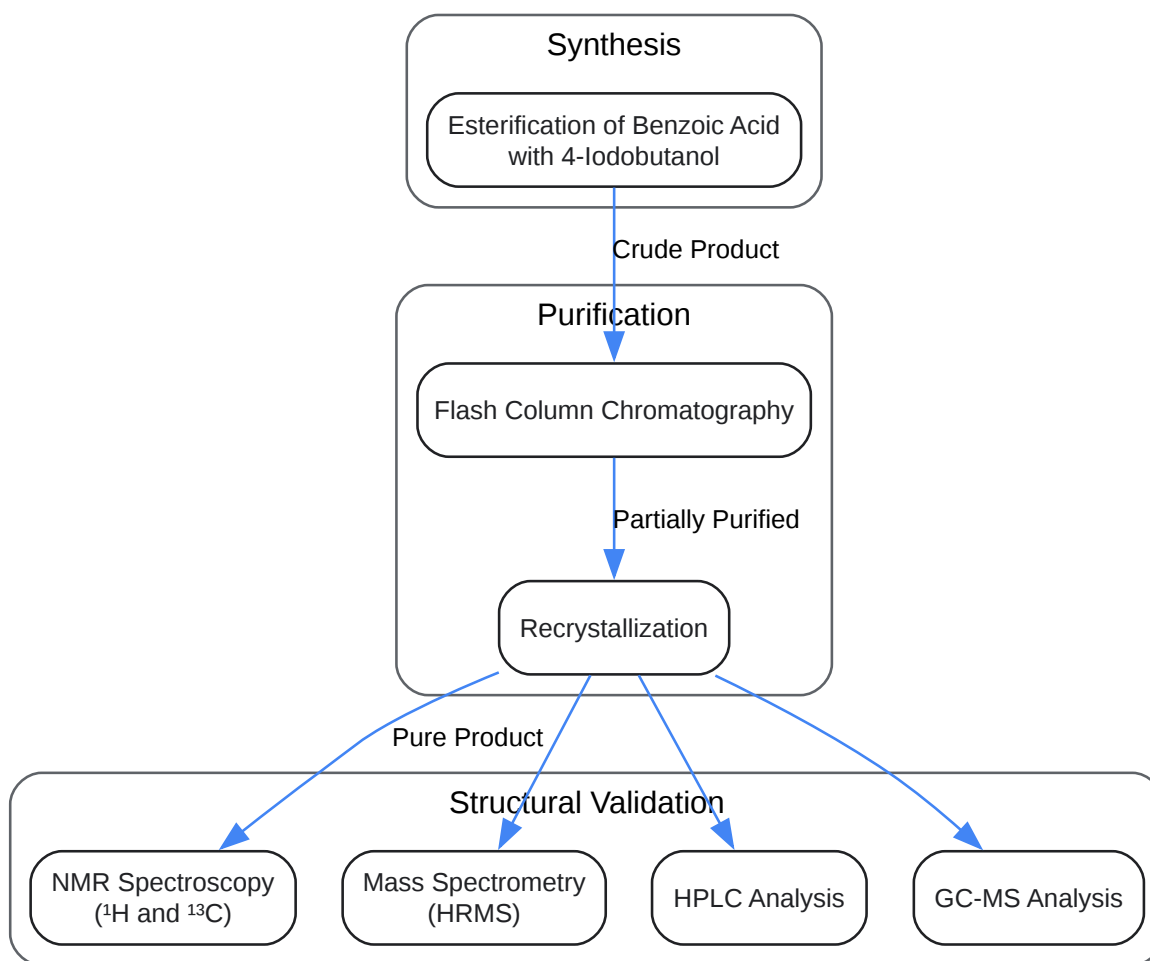 Synthesis
Esterification of Benzoic Acid
with 4-Iodobutanol
Crude Product
Purification
Flash Column Chromatography
Partially Purified
Recrystallization
Pure Product
Structural Validation
NMR Spectroscopy
(¹H and ¹³C)
Mass Spectrometry
(HRMS)
HPLC Analysis
GC-MS Analysis